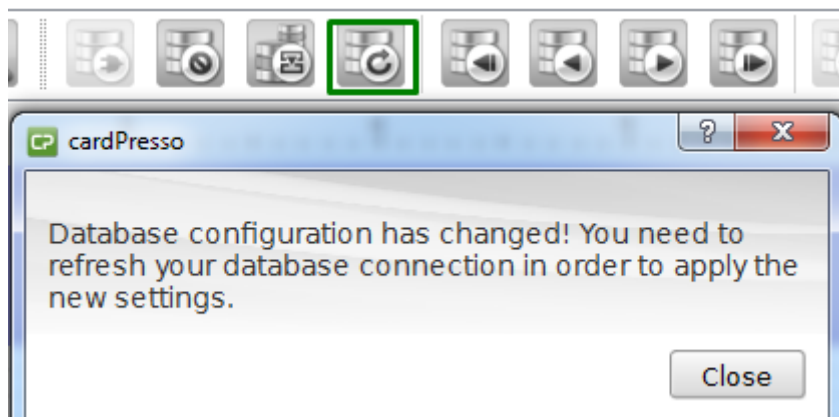 cardPresso
Database configuration has changed! You need to
refresh your database connection in order to apply the
new settings.
Close